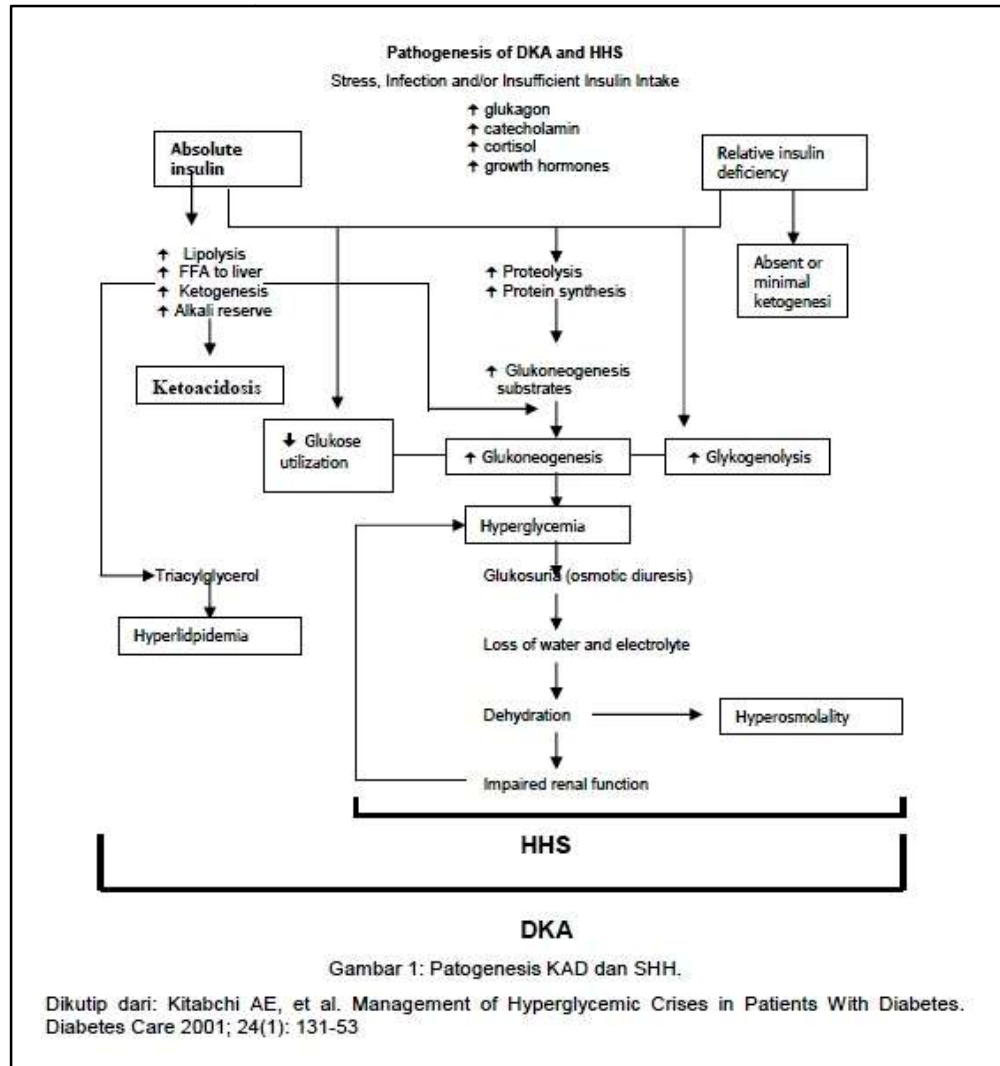 Pathogenesis of DKA and HHS
Stress, Infection and/or Insufficient Insulin Intake
↑ glukagon
↑ catecholamin
↑ cortisol
↑ growth hormones
Absolute
insulin
Relative insulin
deficiency
↑ Lipolysis
↑ FFA to liver
↑ Ketogenesis
↑ Alkali reserve
↑ Proteolysis
↑ Protein synthesis
Absent or
minimal
ketogenesi
Ketoacidosis
↑ Glukoneogenesis
substrates
↓ Glukose
utilization
↑ Glukoneogenesis
↑ Glykogenolysis
Hyperglycemia
Triacylglycerol
Glukosuria (osmotic diuresis)
Hyperlidpidemia
Loss of water and electrolyte
Dehydration
Hyperosmolality
Impaired renal function
HHS
DKA
Gambar 1: Patogenesis KAD dan SHH.
Dikutip dari: Kitabchi AE, et al. Management of Hyperglycemic Crises in Patients With Diabetes.
Diabetes Care 2001; 24(1): 131-53